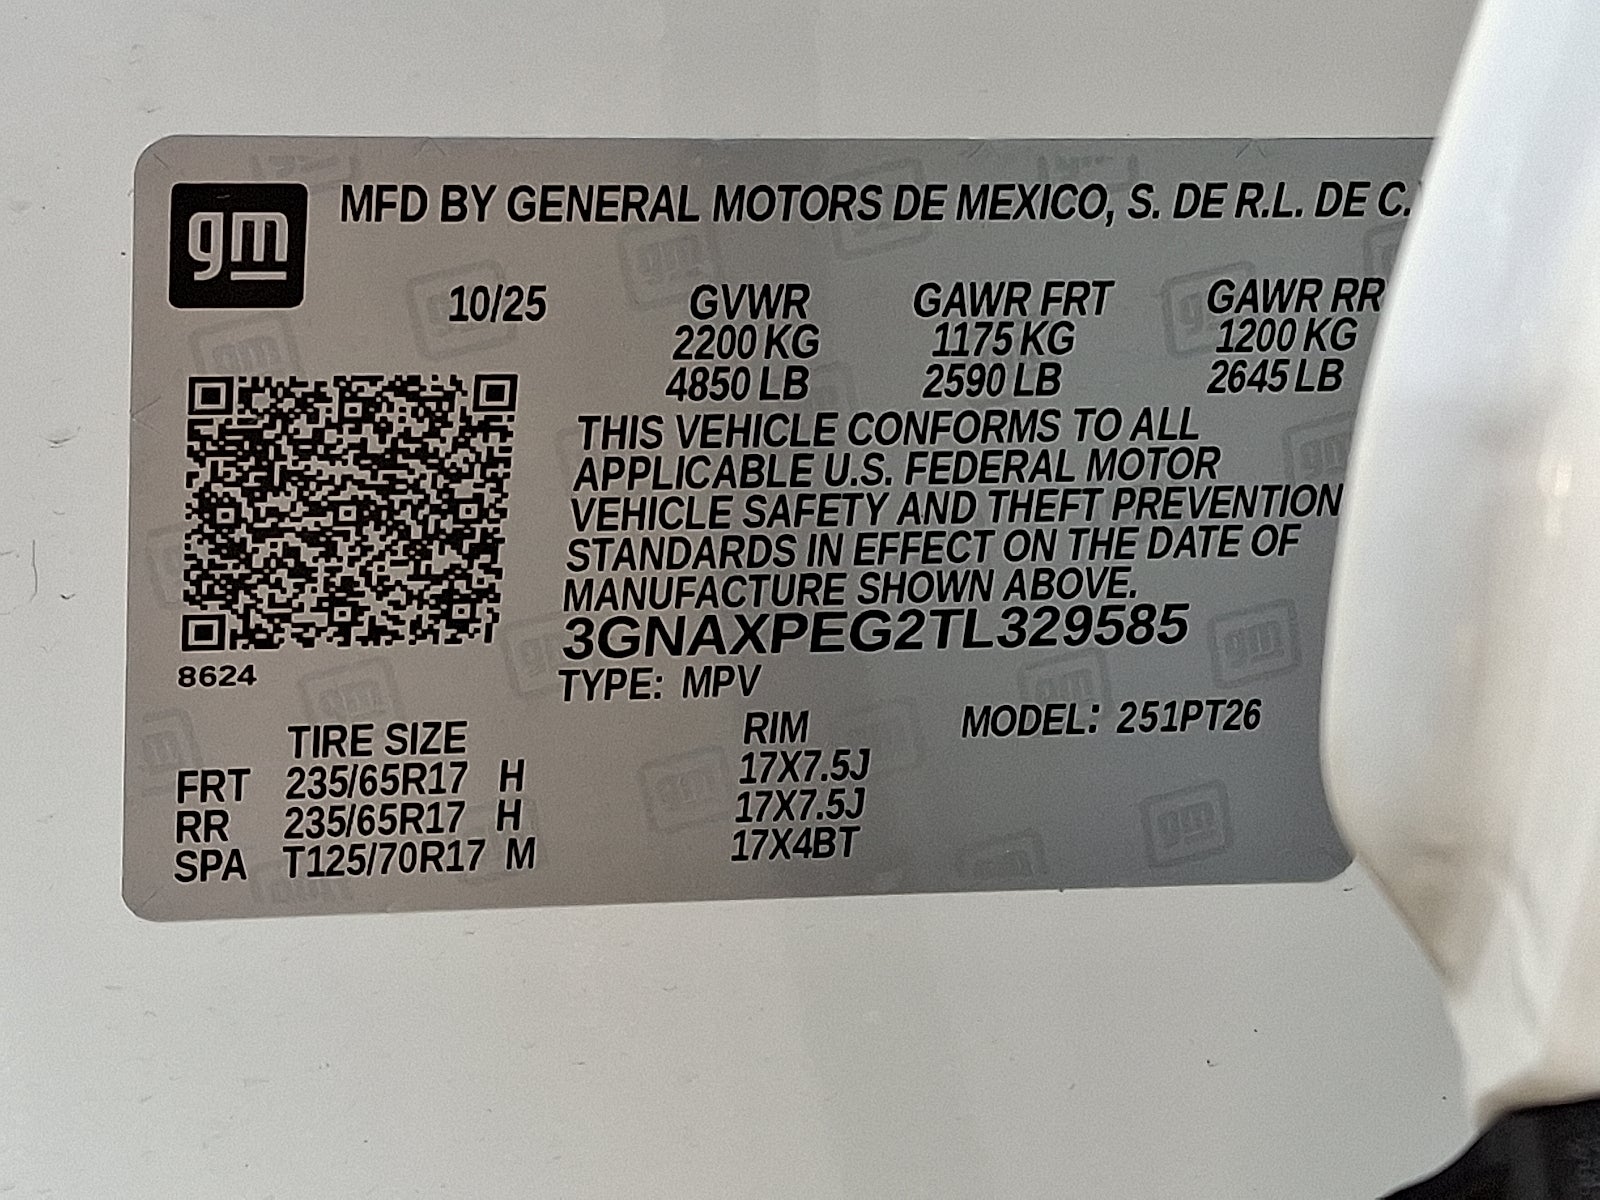 gm
MFD BY GENERAL MOTORS DE MEXICO, S. DE R.L. DE C.
10/25 GVWR GAWR FRT GAWR RR
2200 KG 1175 KG 1200 KG
4850 LB 2590 LB 2645 LB
THIS VEHICLE CONFORMS TO ALL
APPLICABLE U.S. FEDERAL MOTOR
VEHICLE SAFETY AND THEFT PREVENTION
STANDARDS IN EFFECT ON THE DATE OF
MANUFACTURE SHOWN ABOVE.
3GNAXPEG2TL329585
8624
TYPE: MPV
TIRE SIZE RIM MODEL: 251PT26
FRT 235/65R17 H 17X7.5J
RR 235/65R17 H 17X7.5J
SPA T125/70R17 M 17X4BT